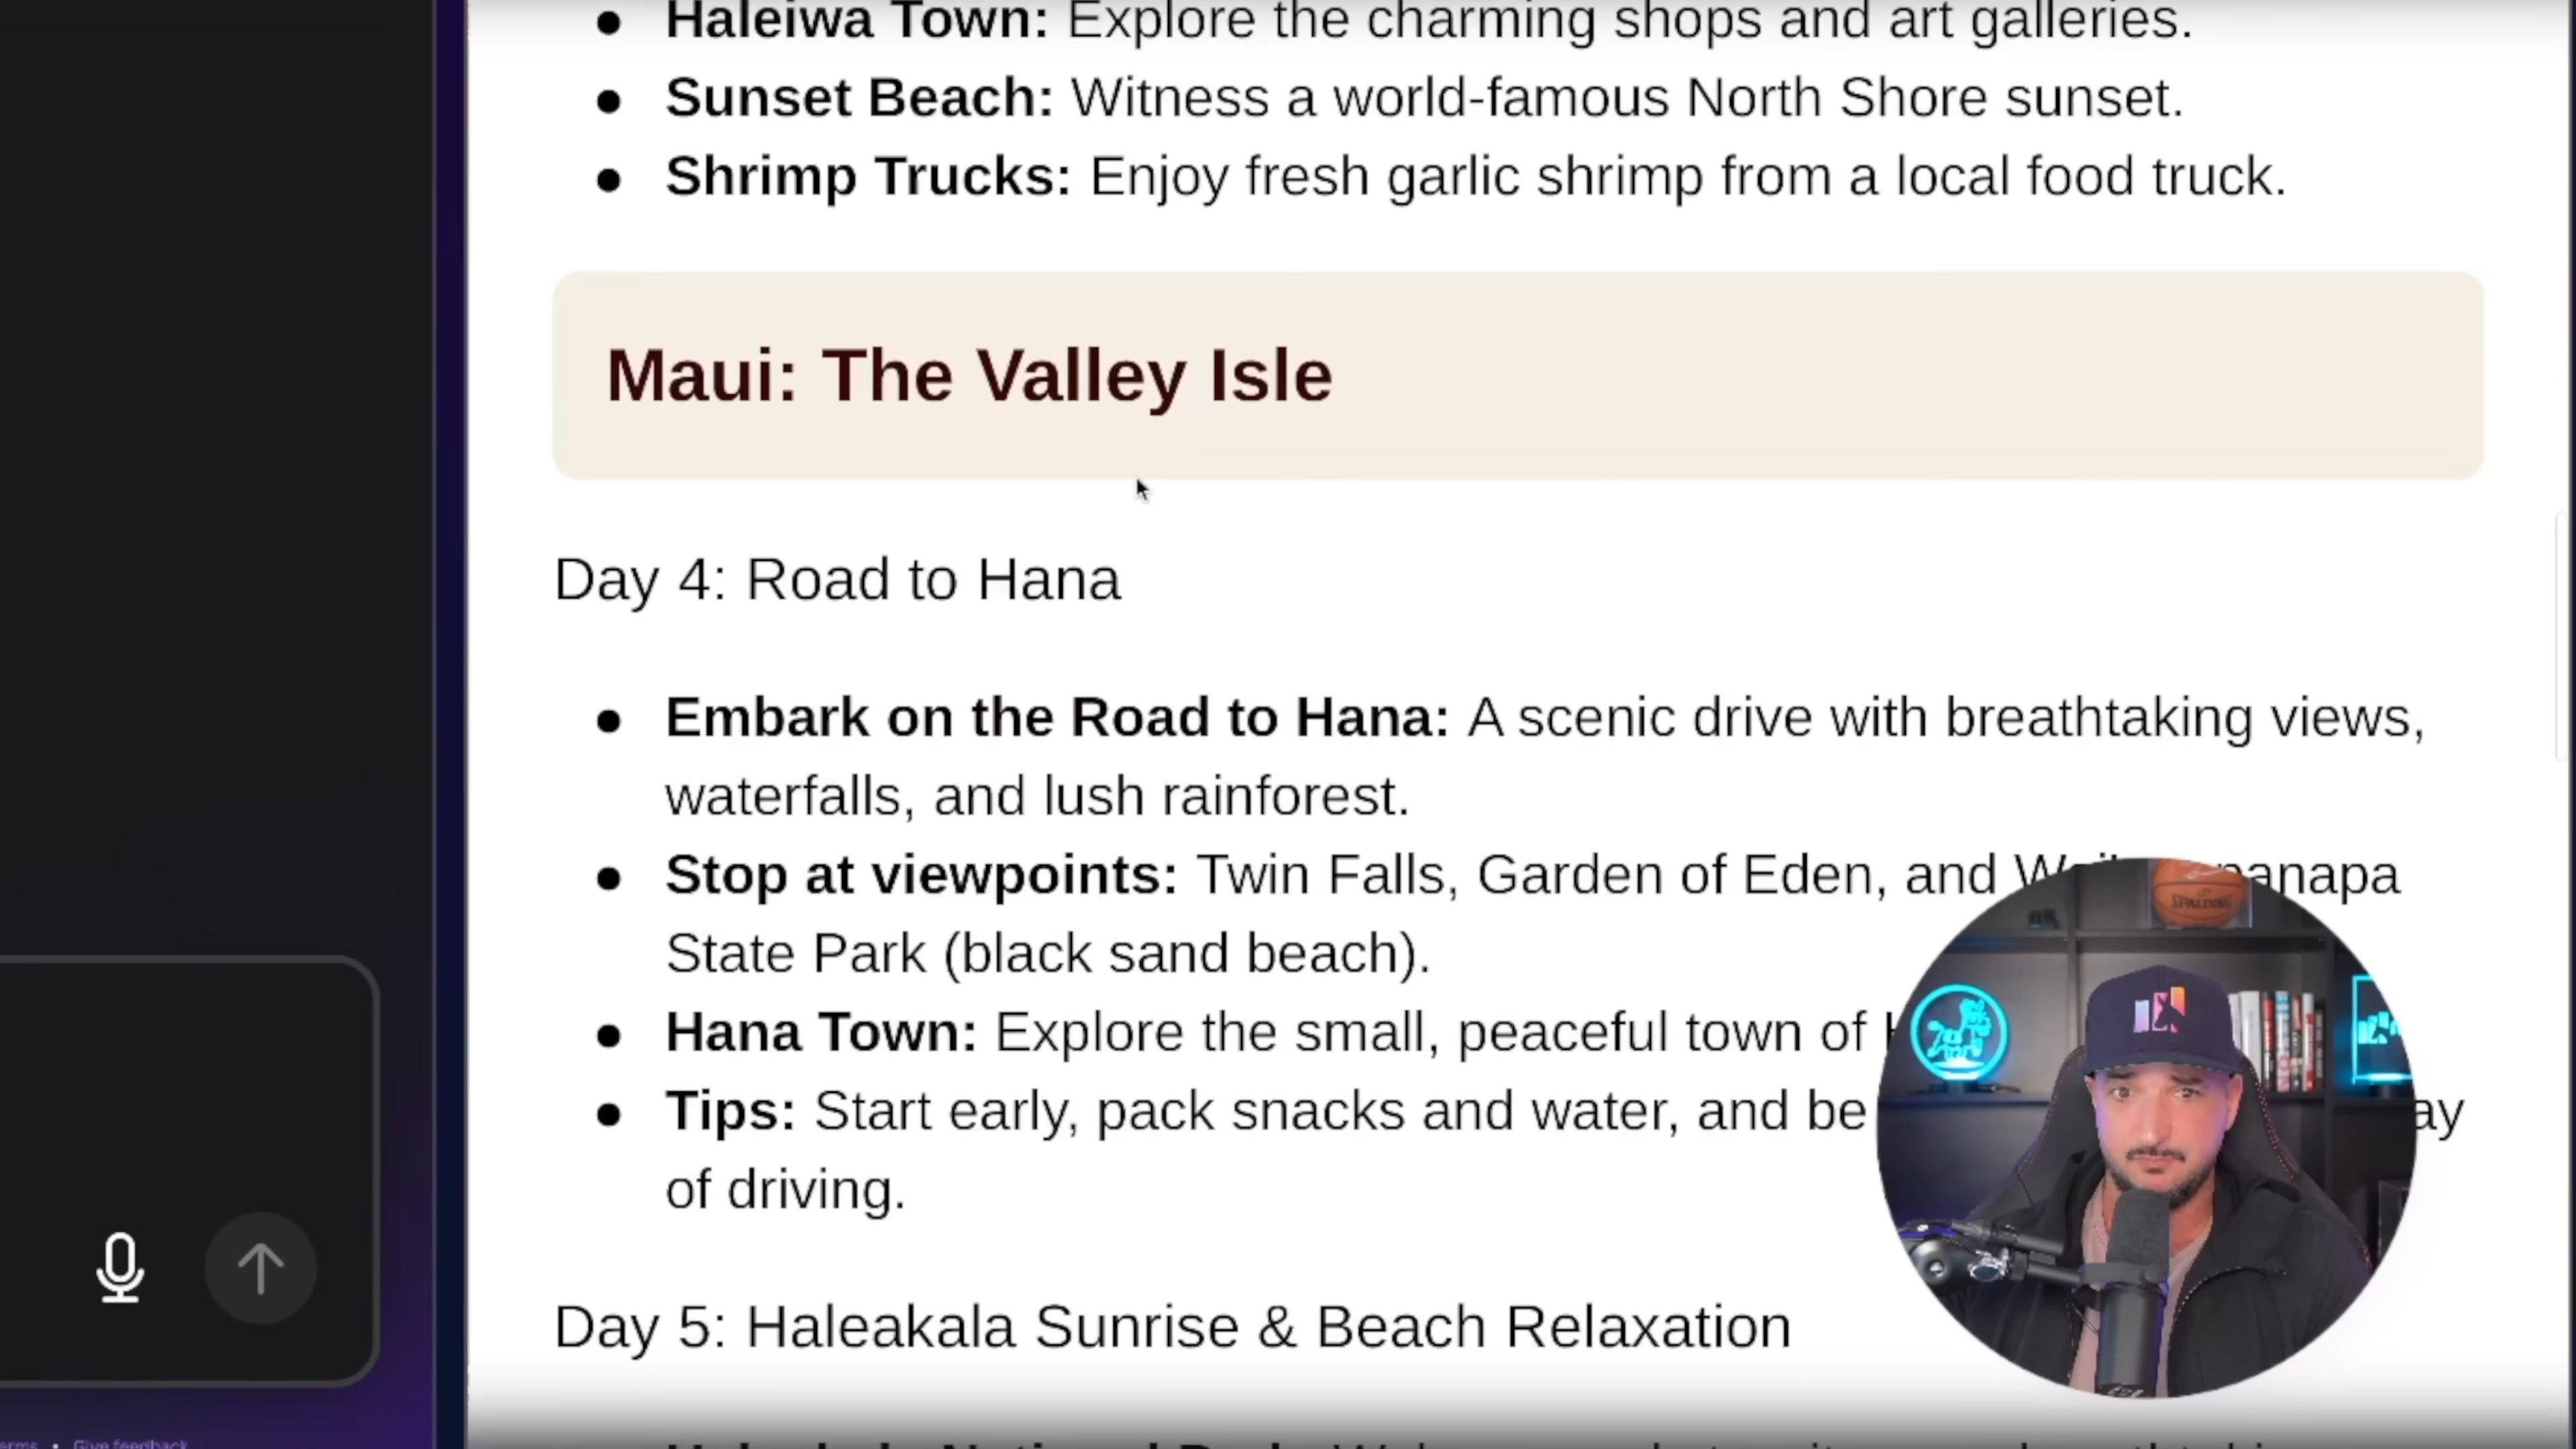 • Haleiwa Town: Explore the charming shops and art galleries.
• Sunset Beach: Witness a world-famous North Shore sunset.
• Shrimp Trucks: Enjoy fresh garlic shrimp from a local food truck.
Maui: The Valley Isle
Day 4: Road to Hana
• Embark on the Road to Hana: A scenic drive with breathtaking views,
waterfalls, and lush rainforest.
• Stop at viewpoints: Twin Falls, Garden of Eden, and
State Park (black sand beach).
• Hana Town: Explore the small, peaceful town of
• Tips: Start early, pack snacks and water, and be
of driving.
SPALDING
Day 5: Haleakala Sunrise & Beach Relaxation
• Give feedback